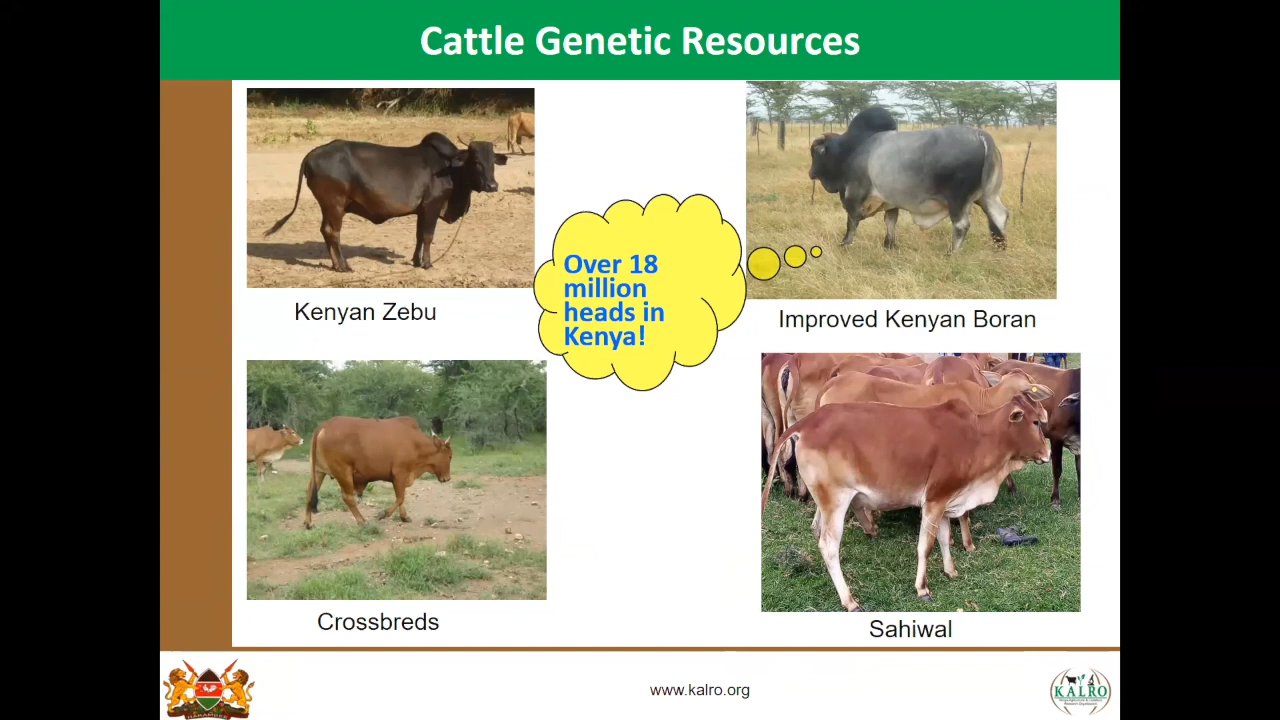 Cattle Genetic Resources
Over 18
million
heads in
Kenya!
Kenyan Zebu
Improved Kenyan Boran
Crossbreds
Sahiwal
HARAMBEE
www.kalro.org
KALRO